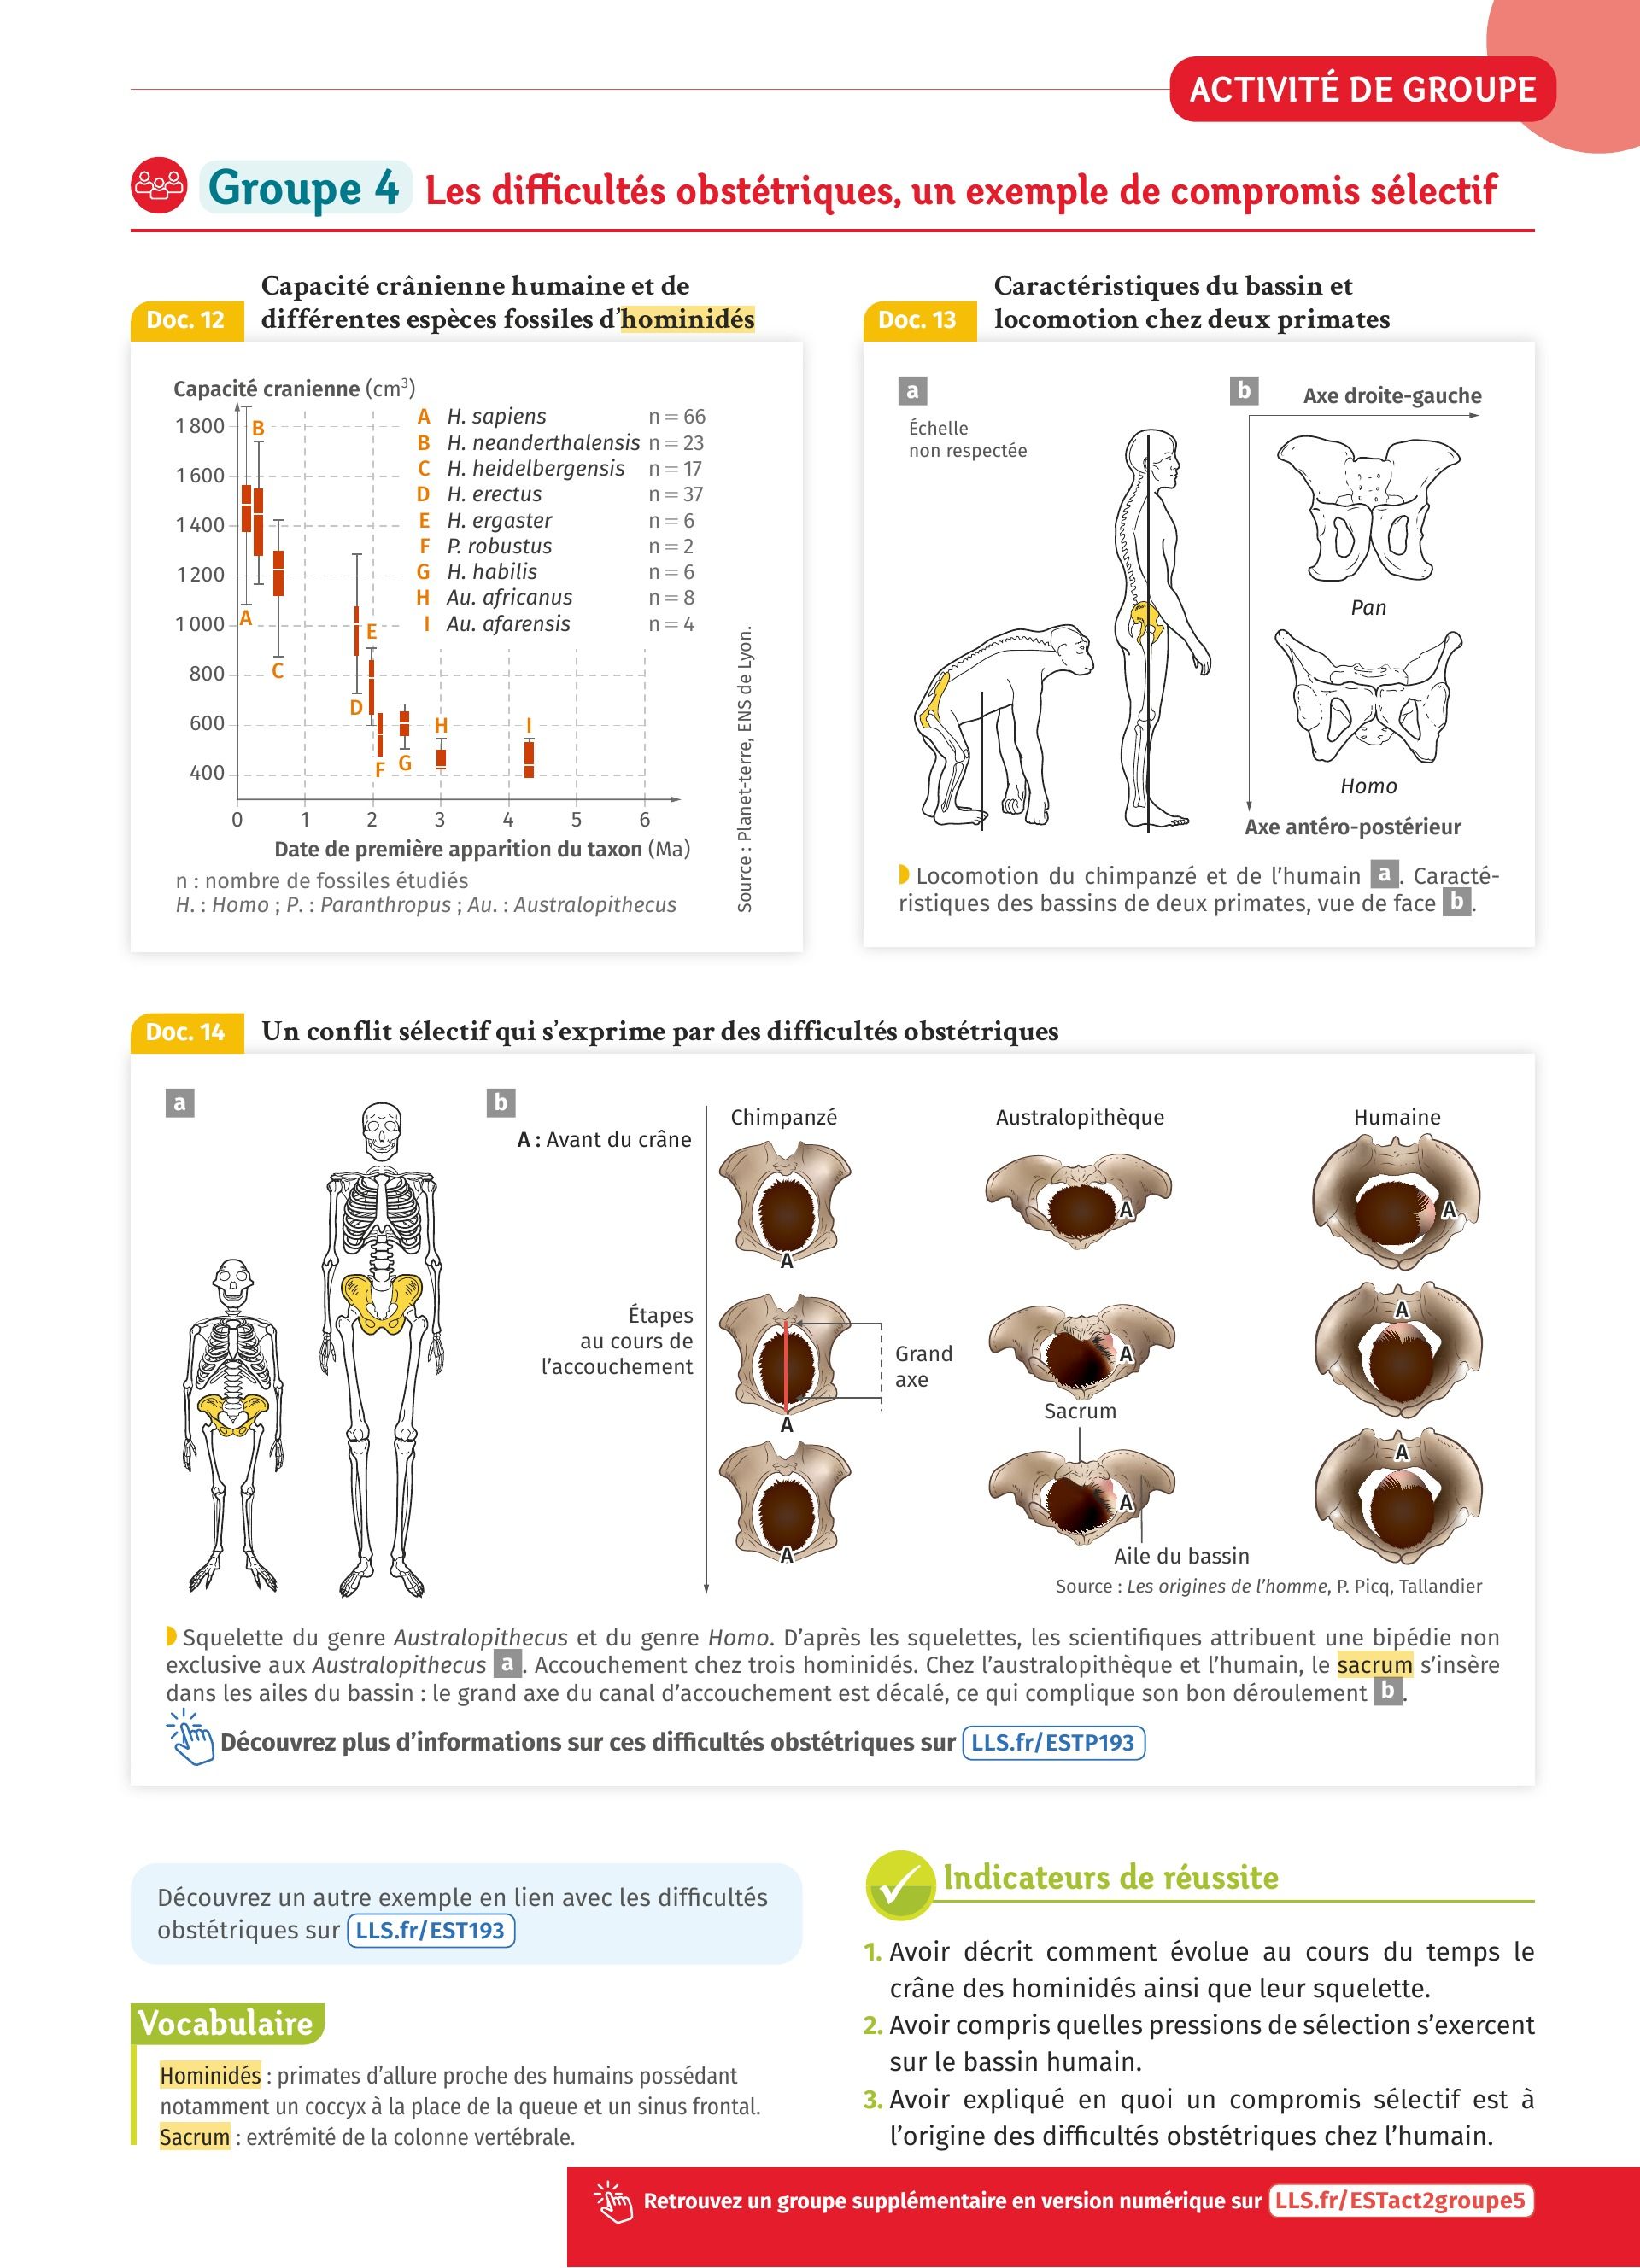 ACTIVITÉ DE GROUPE
Groupe 4 Les difficultés obstétriques, un exemple de compromis sélectif
Doc. 12
Capacité crânienne humaine et de
différentes espèces fossiles d'hominidés
Capacité cranienne (cm³)
1 800
1 600
1 400
1 200
1 000
800
600
400
0 1 2 3 4 5 6
A
B
C
D
E
F
G
H
I
A H. sapiens n = 66
B H. neanderthalensis n = 23
C H. heidelbergensis n = 17
D H. erectus n = 37
E H. ergaster n = 6
F P. robustus n = 2
G H. habilis n = 6
H Au. africanus n = 8
I Au. afarensis n = 4
Date de première apparition du taxon (Ma)
n : nombre de fossiles étudiés
H. : Homo ; P. : Paranthropus ; Au. : Australopithecus
Source : Planet-terre, ENS de Lyon.
Doc. 13
Caractéristiques du bassin et
locomotion chez deux primates
a
Échelle
non respectée
b
Axe droite-gauche
Pan
Homo
Axe antéro-postérieur
Locomotion du chimpanzé et de l'humain a. Caracté-
ristiques des bassins de deux primates, vue de face b.
Doc. 14
Un conflit sélectif qui s'exprime par des difficultés obstétriques
a
b
A : Avant du crâne
Étapes
au cours de
l'accouchement
Chimpanzé
Australopithèque
Humaine
A
A
A
A
Grand
axe
A
A
Sacrum
A
A
A
Aile du bassin
Source : Les origines de l'homme, P. Picq, Tallandier
Squelette du genre Australopithecus et du genre Homo. D'après les squelettes, les scientifiques attribuent une bipédie non
exclusive aux Australopithecus a. Accouchement chez trois hominidés. Chez l'australopithèque et l'humain, le sacrum s'insère
dans les ailes du bassin : le grand axe du canal d'accouchement est décalé, ce qui complique son bon déroulement b.
Découvrez plus d'informations sur ces difficultés obstétriques sur LLS.fr/ESTP193
Découvrez un autre exemple en lien avec les difficultés
obstétriques sur LLS.fr/EST193
Vocabulaire
Hominidés : primates d'allure proche des humains possédant
notamment un coccyx à la place de la queue et un sinus frontal.
Sacrum : extrémité de la colonne vertébrale.
Indicateurs de réussite
1. Avoir décrit comment évolue au cours du temps le
crâne des hominidés ainsi que leur squelette.
2. Avoir compris quelles pressions de sélection s'exercent
sur le bassin humain.
3. Avoir expliqué en quoi un compromis sélectif est à
l'origine des difficultés obstétriques chez l'humain.
Retrouvez un groupe supplémentaire en version numérique sur LLS.fr/ESTact2groupe5